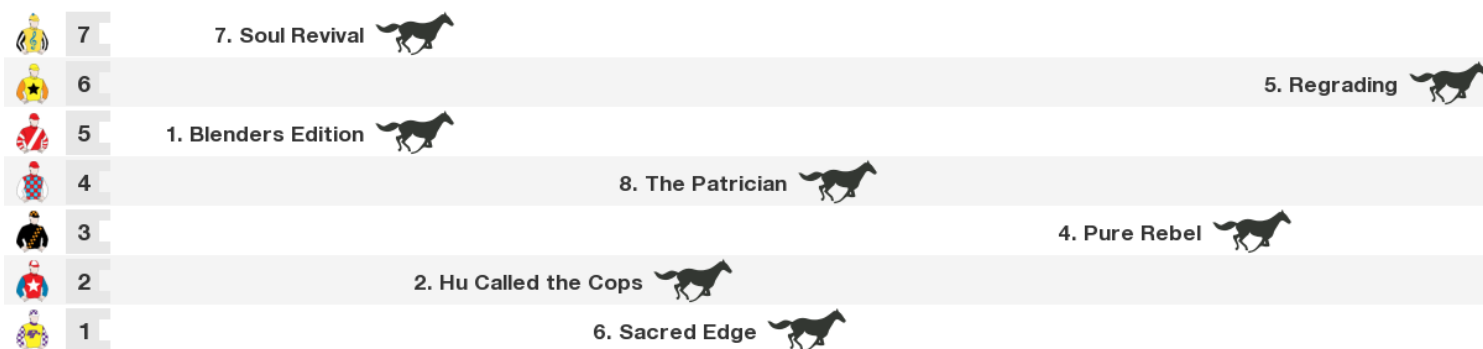 7 7. Soul Revival
6 5. Regrading
5 1. Blenders Edition
4 8. The Patrician
3 4. Pure Rebel
2 2. Hu Called the Cops
1 6. Sacred Edge